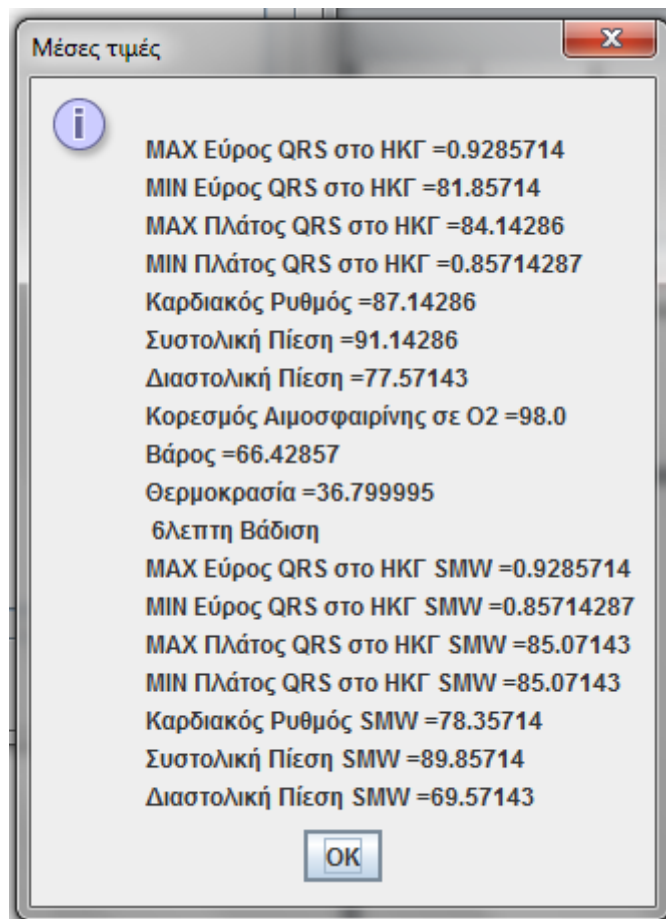 Μέσες τιμές
i
MAX Εύρος QRS στο ΗΚΓ =0.9285714
MIN Εύρος QRS στο ΗΚΓ =81.85714
MAX Πλάτος QRS στο ΗΚΓ =84.14286
MIN Πλάτος QRS στο ΗΚΓ =0.85714287
Καρδιακός Ρυθμός =87.14286
Συστολική Πίεση =91.14286
Διαστολική Πίεση =77.57143
Κορεσμός Αιμοσφαιρίνης σε O2 =98.0
Βάρος =66.42857
Θερμοκρασία =36.799995
6λεπτη Βάδιση
MAX Εύρος QRS στο ΗΚΓ SMW =0.9285714
MIN Εύρος QRS στο ΗΚΓ SMW =0.85714287
MAX Πλάτος QRS στο ΗΚΓ SMW =85.07143
MIN Πλάτος QRS στο ΗΚΓ SMW =85.07143
Καρδιακός Ρυθμός SMW =78.35714
Συστολική Πίεση SMW =89.85714
Διαστολική Πίεση SMW =69.57143
OK